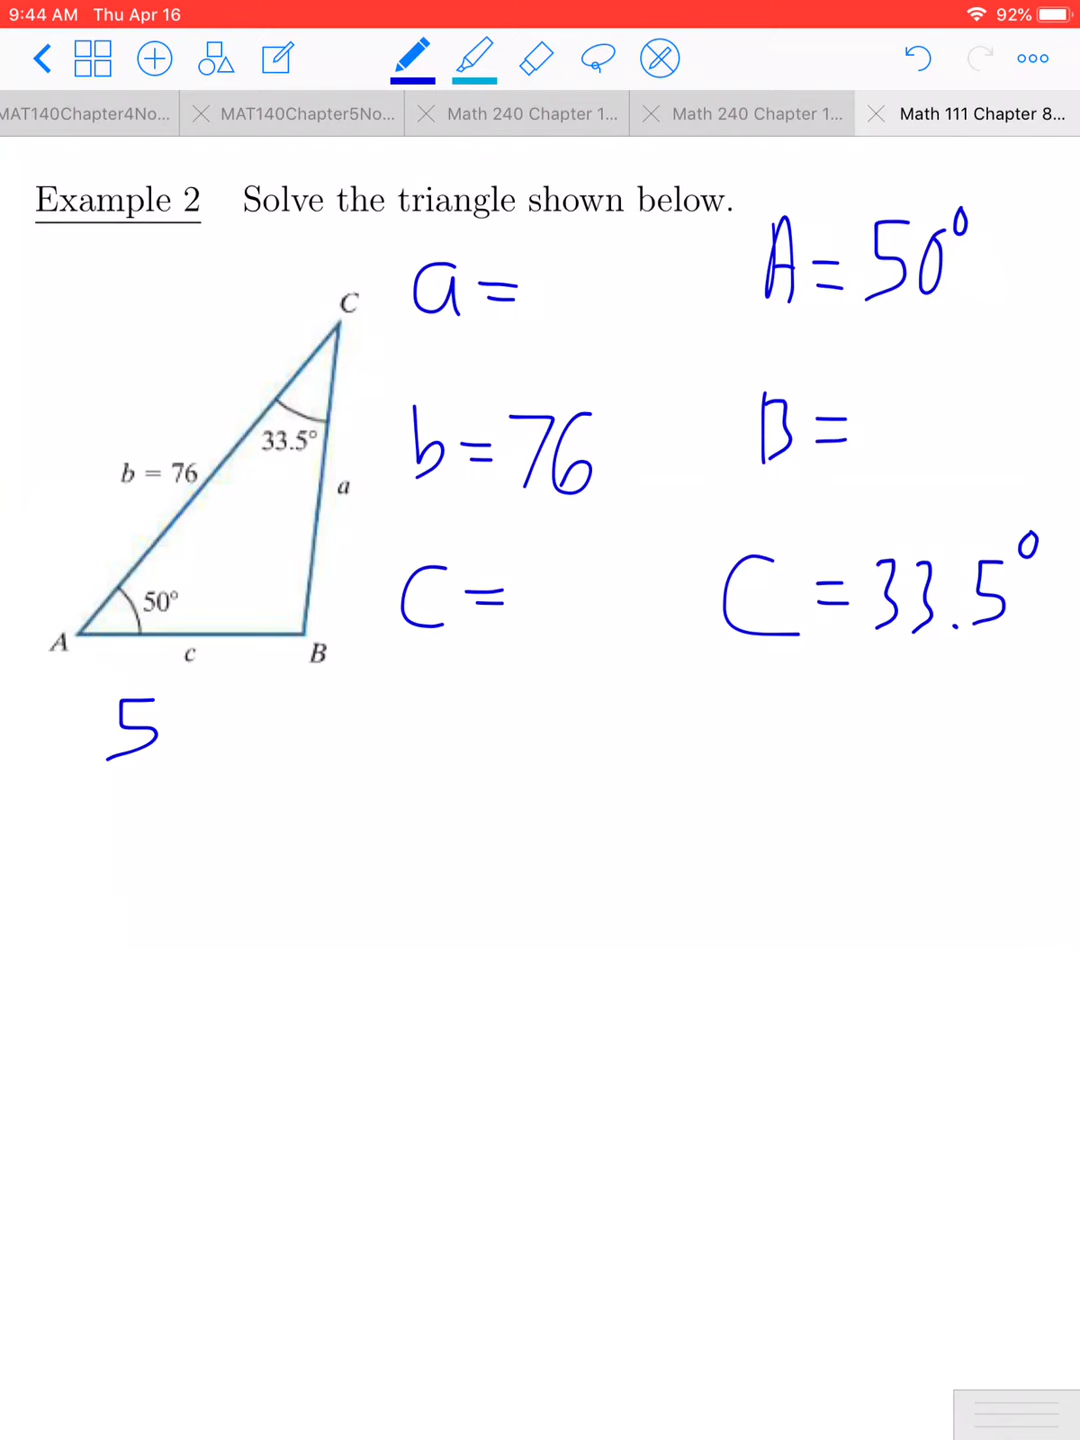 9:44 AM Thu Apr 16 92%
MAT140Chapter4No... MAT140Chapter5No... Math 240 Chapter 1... Math 240 Chapter 1... Math 111 Chapter 8...
Example 2 Solve the triangle shown below.
a =
A = 50°
C
33.5°
b = 76
a
50°
A
c
B
b = 76
B =
C =
C = 33.5°
5